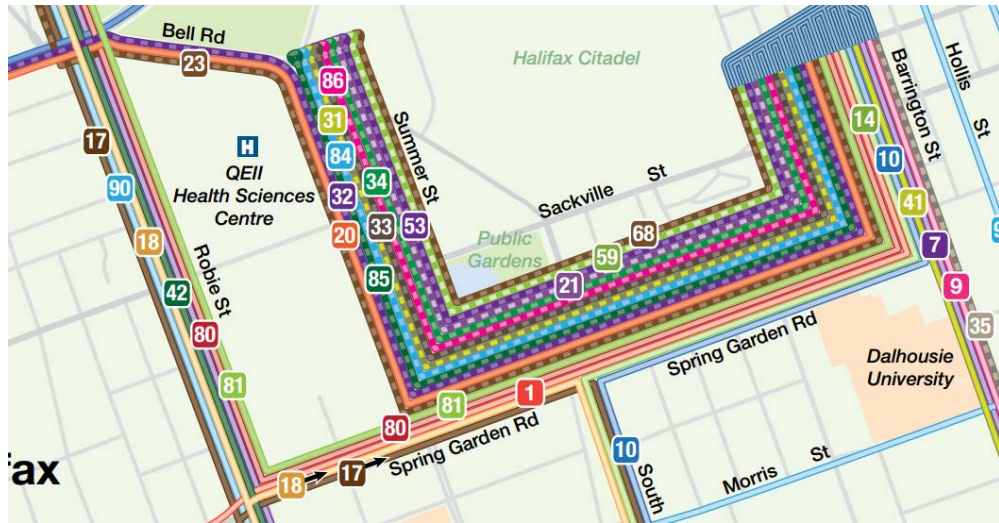 Bell Rd
23
86
31
84
32
34
33
53
20
85
Summer St
Halifax Citadel
H
QEII
Health Sciences
Centre
17
90
18
42
80
81
Robie St
Public
Gardens
Sackville St
68
59
21
14
10
41
7
9
35
Barrington St
Hollis St
9
Spring Garden Rd
Dalhousie
University
1
81
80
Spring Garden Rd
17
18
10
South
Morris St
fax